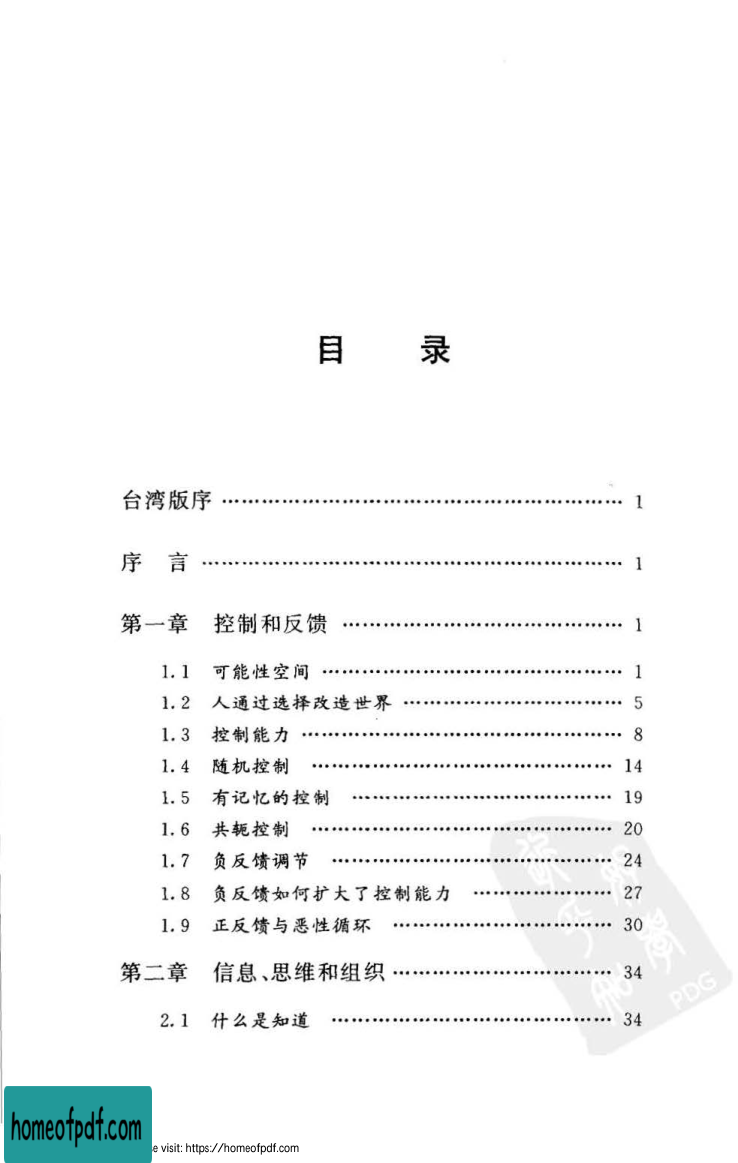 目 录
台湾版序 …………………………………………………… 1
序 言 ……………………………………………………… 1
第一章 控制和反馈 …………………………………… 1
1.1 可能性空间 ……………………………………… 1
1.2 人通过选择改造世界 …………………………… 5
1.3 控制能力 ………………………………………… 8
1.4 随机控制 ……………………………………… 14
1.5 有记忆的控制 ………………………………… 19
1.6 共轭控制 ……………………………………… 20
1.7 负反馈调节 …………………………………… 24
1.8 负反馈如何扩大了控制能力 ………………… 27
1.9 正反馈与恶性循环 …………………………… 30
第二章 信息、思维和组织 …………………………… 34
2.1 什么是知道 …………………………………… 34
PDG
homeofpdf.com
e visit: https://homeofpdf.com